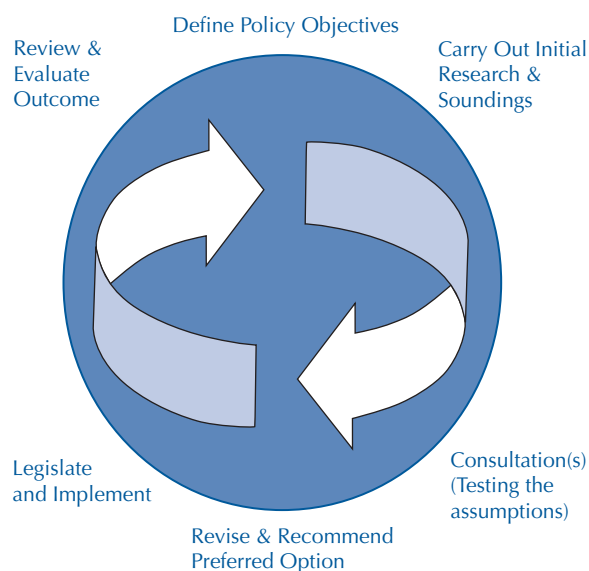 Define Policy Objectives
Carry Out Initial
Research &
Soundings
Consultation(s)
(Testing the
assumptions)
Revise & Recommend
Preferred Option
Legislate
and Implement
Review &
Evaluate
Outcome